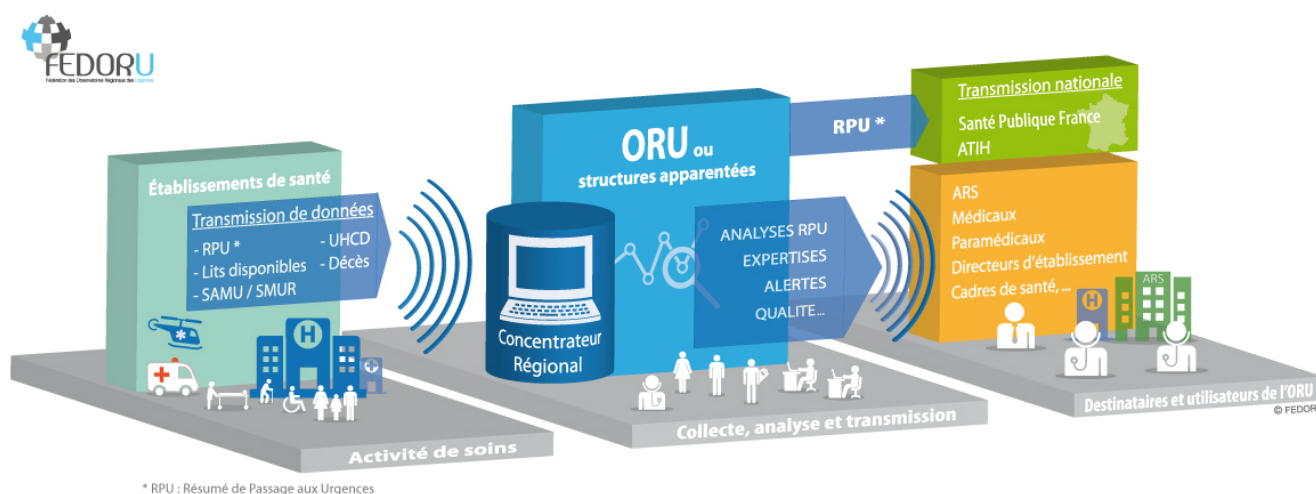 FEDORU
Fédération des Observatoires Régionaux des Urgences
Établissements de santé
Transmission de données
- RPU *
- Lits disponibles
- SAMU / SMUR
- UHCD
- Décès
H
Activité de soins
ORU ou
structures apparentées
Concentrateur
Régional
ANALYSES RPU
EXPERTISES
ALERTES
QUALITE...
Collecte, analyse et transmission
RPU *
Transmission nationale
Santé Publique France
ATIH
ARS
Médicaux
Paramédicaux
Directeurs d'établissement
Cadres de santé, ...
H
ARS
Destinataires et utilisateurs de l'ORU
© FEDOR
* RPU : Résumé de Passage aux Urgences